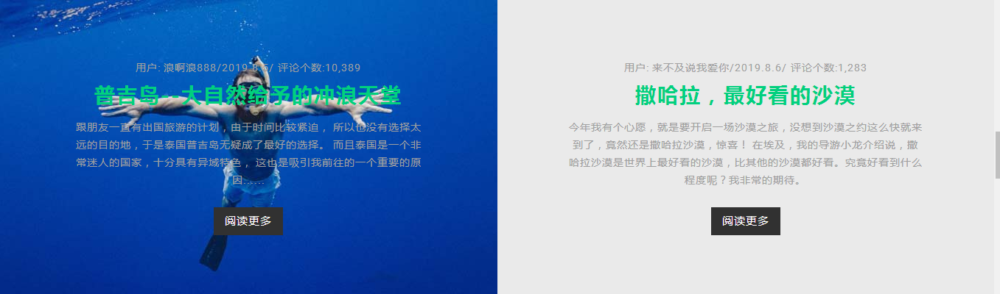 用户: 浪啊浪888/2019.8.5/ 评论个数:10,389
普吉岛--大自然给予的冲浪天堂
跟朋友一直有出国旅游的计划，由于时间比较紧迫， 所以也没有选择太
远的目的地，于是泰国普吉岛无疑成了最好的选择。 而且泰国是一个非
常迷人的国家，十分具有异域特色， 这也是吸引我前往的一个重要的原
因……
阅读更多
用户: 来不及说我爱你/2019.8.6/ 评论个数:1,283
撒哈拉，最好看的沙漠
今年我有个心愿，就是要开启一场沙漠之旅，没想到沙漠之约这么快就来
到了，竟然还是撒哈拉沙漠，惊喜！ 在埃及，我的导游小龙介绍说，撒
哈拉沙漠是世界上最好看的沙漠，比其他的沙漠都好看。究竟好看到什么
程度呢？我非常的期待。
阅读更多